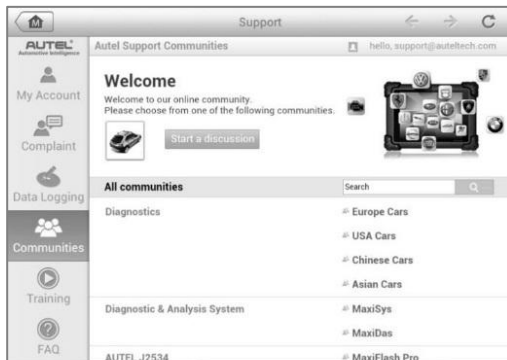 M
Support
AUTEL
Automotive Intelligence
Autel Support Communities
hello, support@auteltech.com
My Account
Complaint
Data Logging
Communities
Training
FAQ
Welcome
Welcome to our online community.
Please choose from one of the following communities.
Start a discussion
All communities
Search
Diagnostics
Europe Cars
USA Cars
Chinese Cars
Asian Cars
Diagnostic & Analysis System
MaxiSys
MaxiDas
AUTEL J2534
MaxiFlash Pro